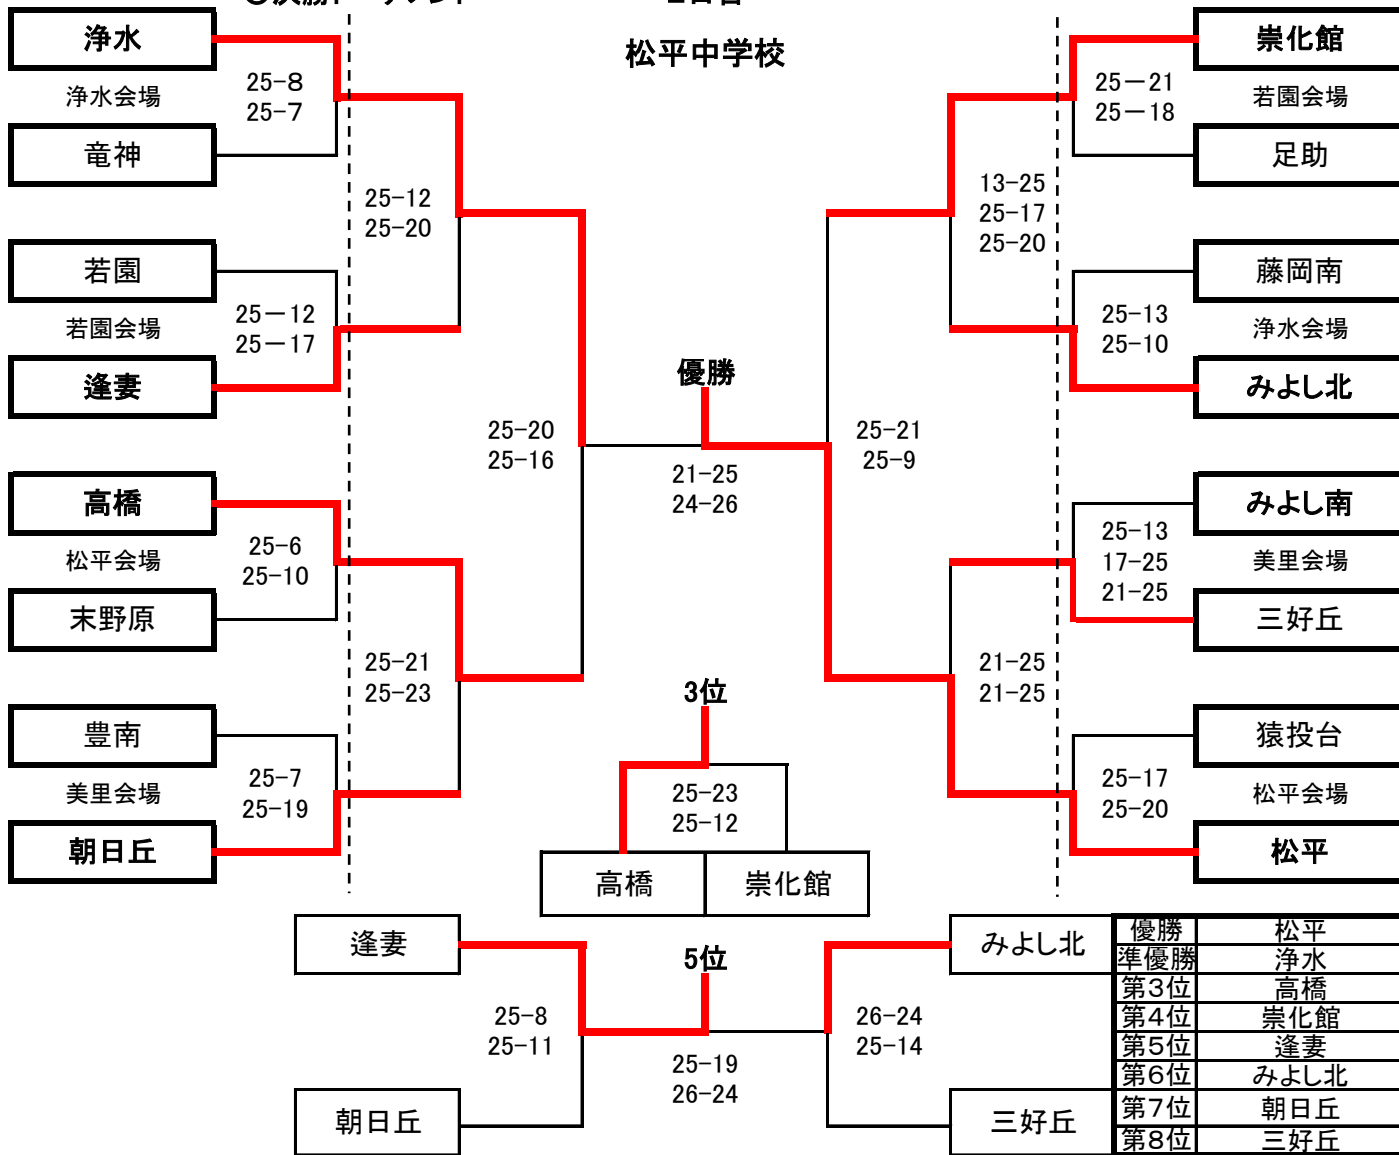 松平中学校
浄水
浄水会場
竜神
25-8
25-7
若園
若園会場
逢妻
25-12
25-17
25-12
25-20
高橋
松平会場
末野原
25-6
25-10
豊南
美里会場
朝日丘
25-7
25-19
25-21
25-23
25-20
25-16
優勝
21-25
24-26
崇化館
若園会場
足助
25-21
25-18
13-25
25-17
25-20
藤岡南
浄水会場
みよし北
25-13
25-10
25-21
25-9
みよし南
美里会場
三好丘
25-13
17-25
21-25
21-25
21-25
猿投台
松平会場
松平
25-17
25-20
3位
25-23
25-12
高橋 崇化館
逢妻
朝日丘
25-8
25-11
5位
25-19
26-24
みよし北
三好丘
26-24
25-14
優勝 松平
準優勝 浄水
第3位 高橋
第4位 崇化館
第5位 逢妻
第6位 みよし北
第7位 朝日丘
第8位 三好丘